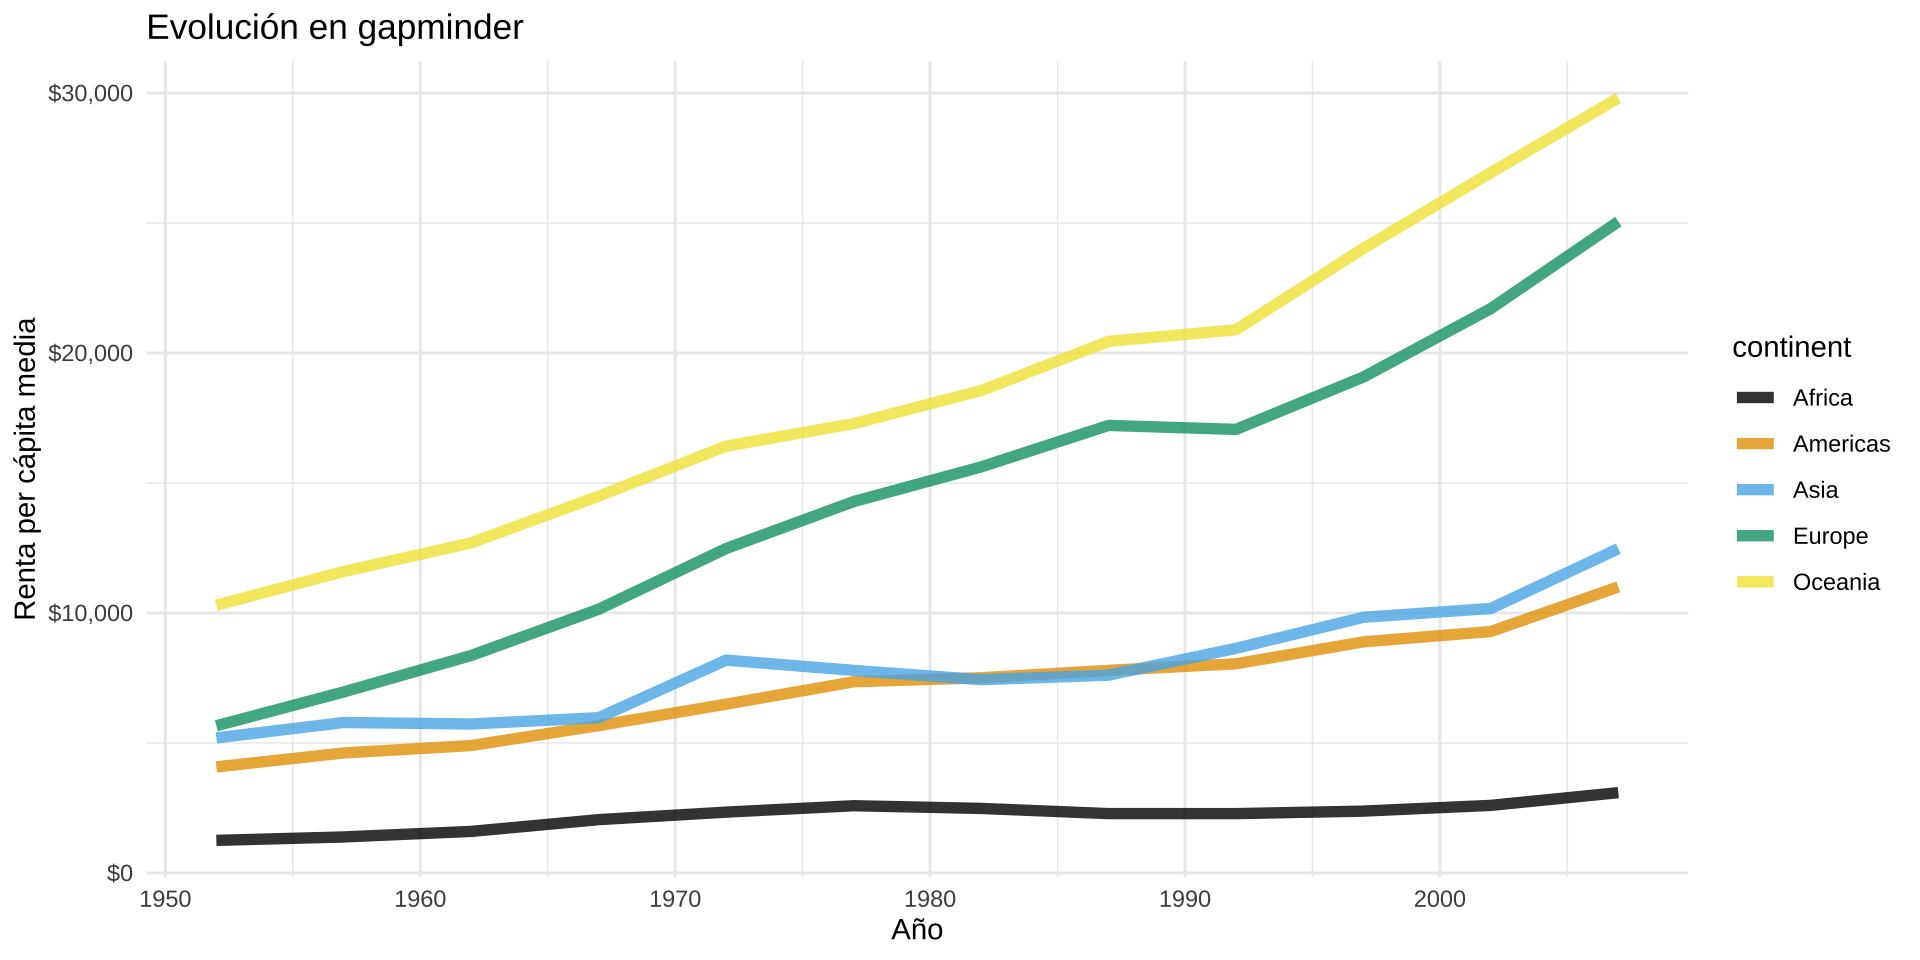 Evolución en gapminder
Renta per cápita media
$30,000
$20,000
$10,000
$0
1950 1960 1970 1980 1990 2000
Año
continent
Africa
Americas
Asia
Europe
Oceania